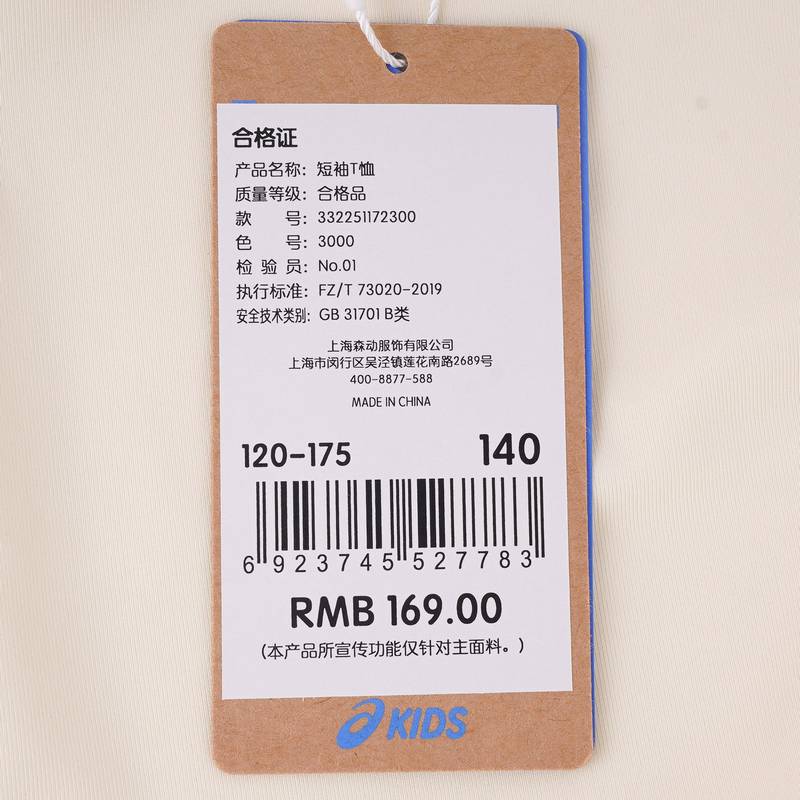 合格证
产品名称：短袖T恤
质量等级：合格品
款 号：332251172300
色 号：3000
检 验 员：No.01
执行标准：FZ/T 73020-2019
安全技术类别：GB 31701 B类
上海森动服饰有限公司
上海市闵行区吴泾镇莲花南路2689号
400-8877-588
MADE IN CHINA
120-175 140
6 923745 527783
RMB 169.00
(本产品所宣传功能仅针对主面料。)
KIDS